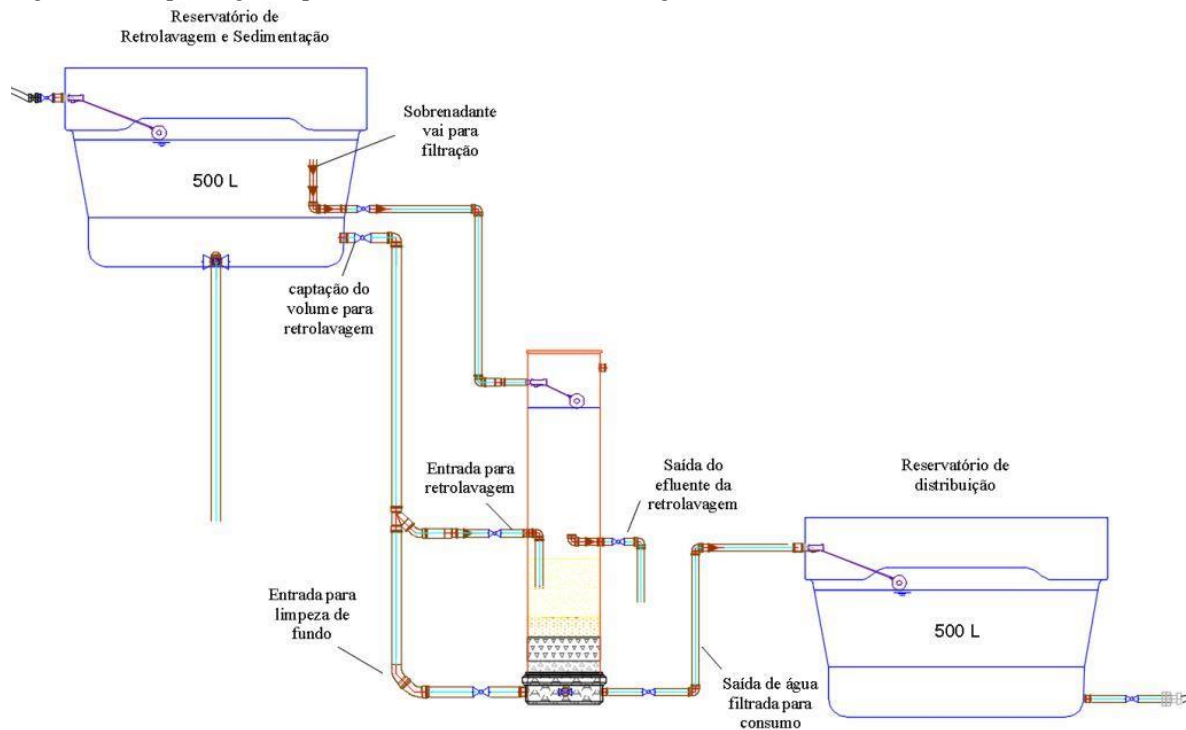 Reservatório de
Retrolavagem e Sedimentação
Sobrenadante
vai para
filtração
500 L
captação do
volume para
retrolavagem
Entrada para
retrolavagem
Saída do
efluente da
retrolavagem
Reservatório de
distribuição
Entrada para
limpeza de
fundo
500 L
Saída de água
filtrada para
consumo